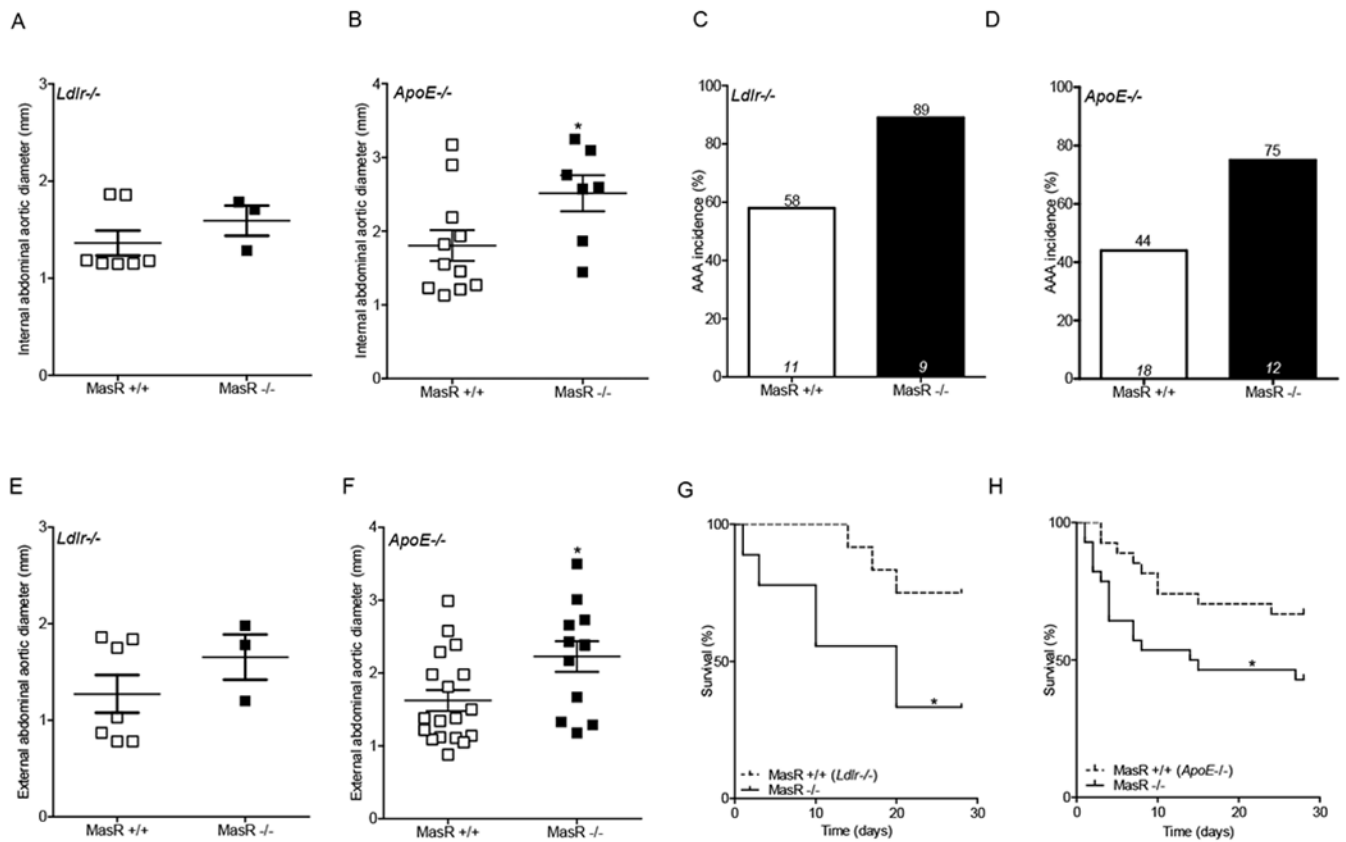 A
B
C
D
Internal abdominal aortic diameter (mm)
3
2
1
0
Ldlr-/-
MasR +/+
MasR -/-
Internal abdominal aortic diameter (mm)
4
3
2
1
0
ApoE-/-
*
MasR +/+
MasR -/-
AAA incidence (%)
100
80
60
40
20
0
Ldlr-/-
58
89
11
9
MasR +/+
MasR -/-
AAA incidence (%)
100
80
60
40
20
0
ApoE-/-
44
75
18
12
MasR +/+
MasR -/-
E
F
G
H
External abdominal aortic diameter (mm)
3
2
1
0
Ldlr-/-
MasR +/+
MasR -/-
External abdominal aortic diameter (mm)
4
3
2
1
0
ApoE-/-
*
MasR +/+
MasR -/-
Survival (%)
100
50
0
*
MasR +/+ (Ldlr-/-)
MasR -/-
0
10
20
30
Time (days)
Survival (%)
100
50
0
*
MasR +/+ (ApoE-/-)
MasR -/-
0
10
20
30
Time (days)